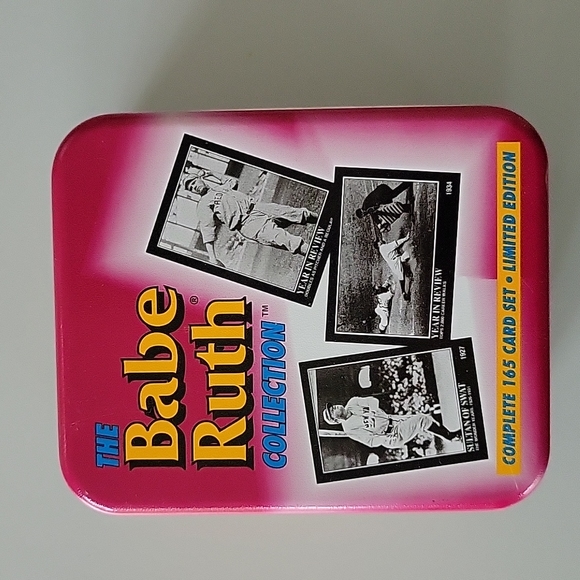 THE
Babe
Ruth®
COLLECTION™
YEAR IN REVIEW
1934
YEAR IN REVIEW
1927
SULTAN OF SWAT
COMPLETE 165 CARD SET • LIMITED EDITION